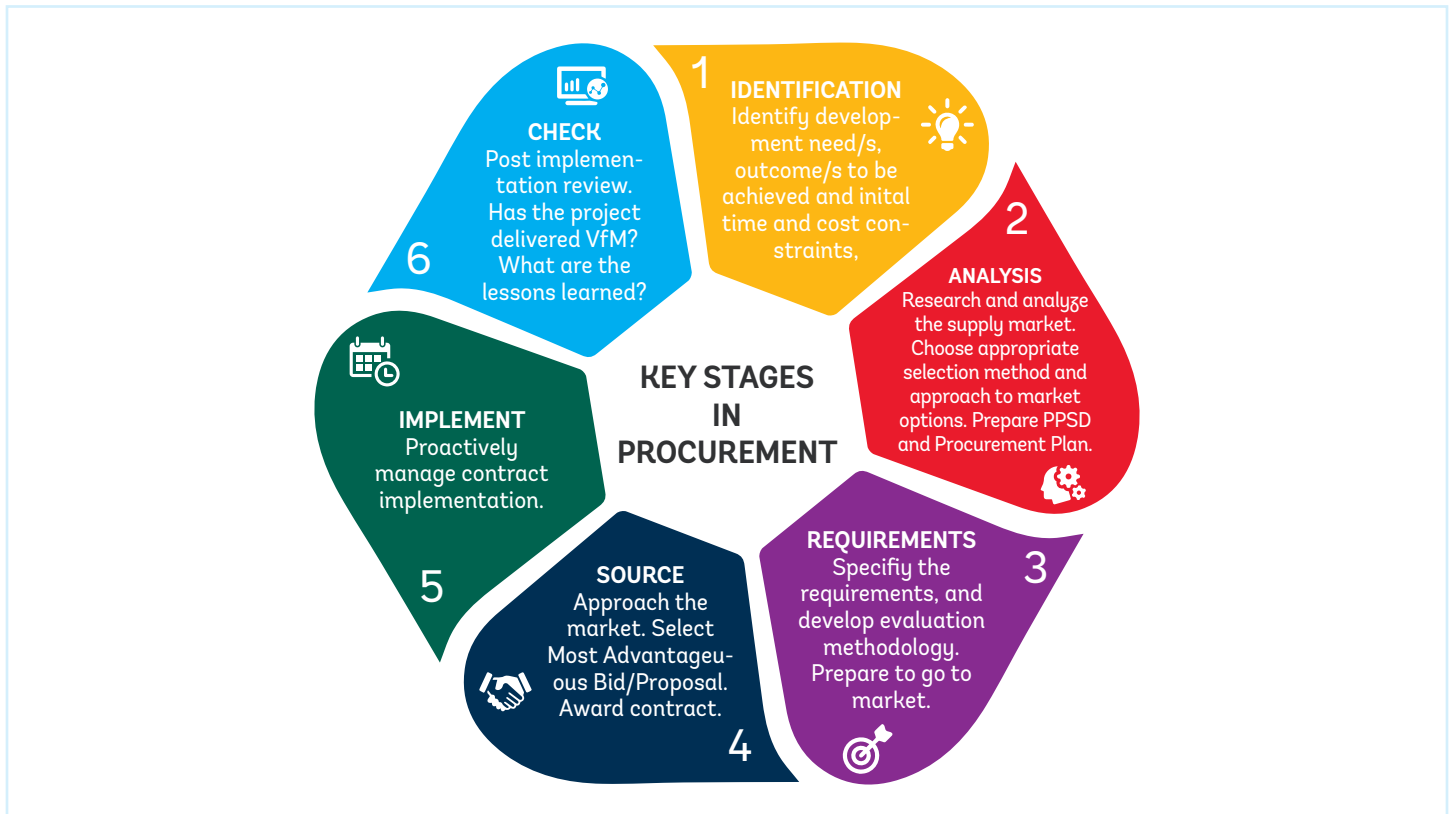 1
IDENTIFICATION
Identify develop-
ment need/s,
outcome/s to be
achieved and inital
time and cost con-
straints,
2
ANALYSIS
Research and analyze
the supply market.
Choose appropriate
selection method and
approach to market
options. Prepare PPSD
and Procurement Plan.
3
REQUIREMENTS
Specifiy the
requirements, and
develop evaluation
methodology.
Prepare to go to
market.
4
SOURCE
Approach the
market. Select
Most Advantageu-
ous Bid/Proposal.
Award contract.
5
IMPLEMENT
Proactively
manage contract
implementation.
6
CHECK
Post implemen-
tation review.
Has the project
delivered VfM?
What are the
lessons learned?
KEY STAGES
IN
PROCUREMENT